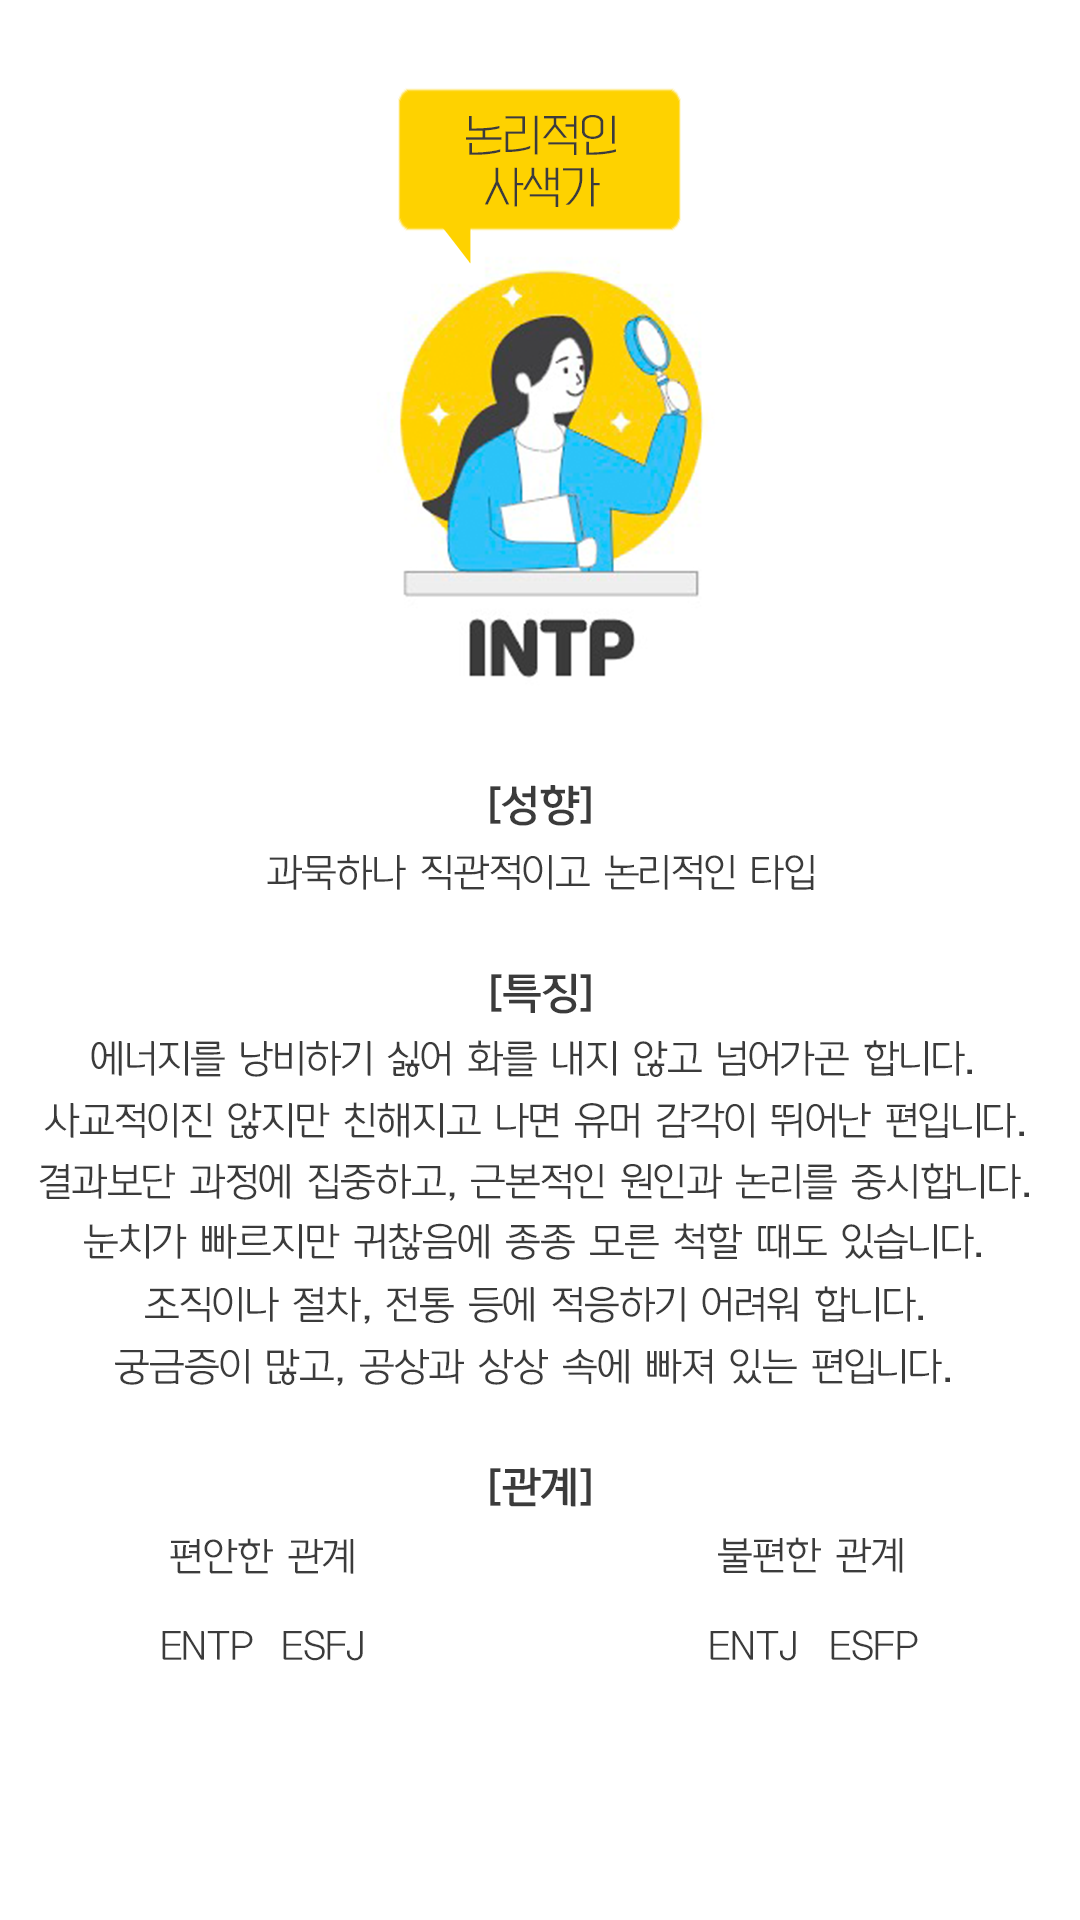 논리적인
사색가
INTP
[성향]
과묵하나 직관적이고 논리적인 타입
[특징]
에너지를 낭비하기 싫어 화를 내지 않고 넘어가곤 합니다.
사교적이진 않지만 친해지고 나면 유머 감각이 뛰어난 편입니다.
결과보단 과정에 집중하고, 근본적인 원인과 논리를 중시합니다.
눈치가 빠르지만 귀찮음에 종종 모른 척할 때도 있습니다.
조직이나 절차, 전통 등에 적응하기 어려워 합니다.
궁금증이 많고, 공상과 상상 속에 빠져 있는 편입니다.
[관계]
편안한 관계 불편한 관계
ENTP ESFJ ENTJ ESFP